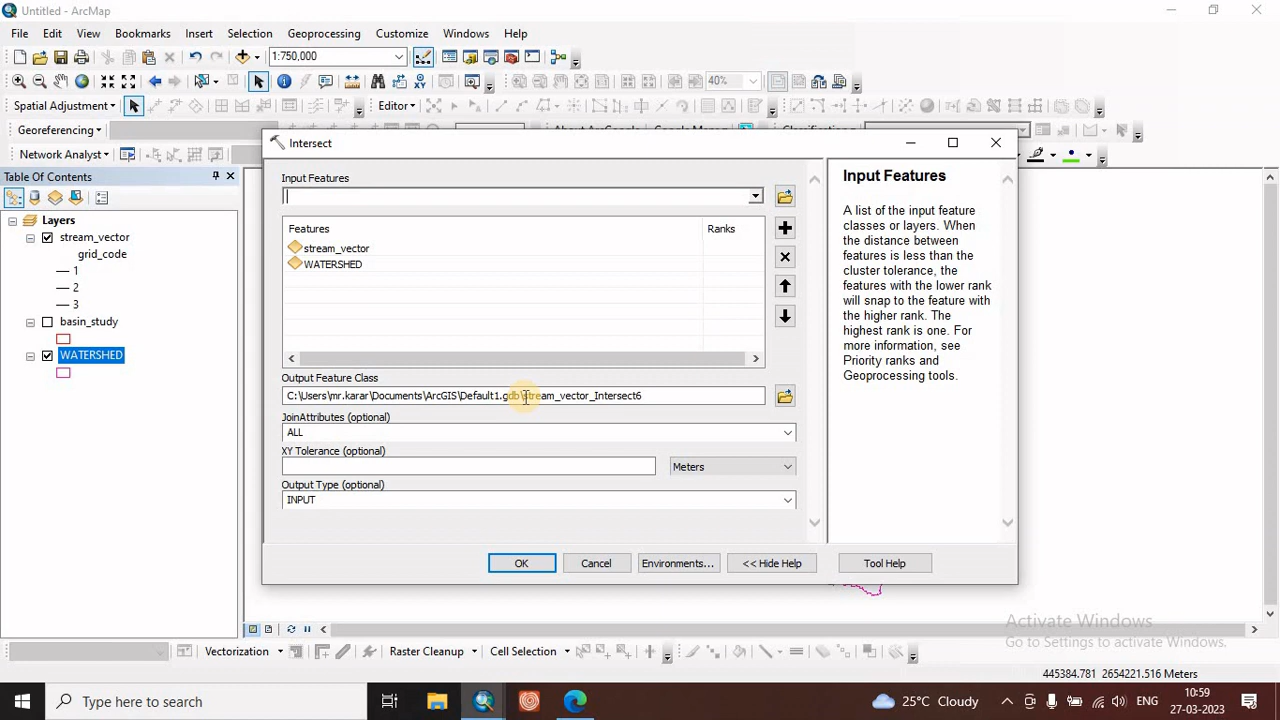 Untitled - ArcMap
File Edit View Bookmarks Insert Selection Geoprocessing Customize Windows Help
1:750,000
40%
Spatial Adjustment Editor
Georeferencing
Network Analyst
Table Of Contents
Layers
stream_vector
grid_code
1
2
3
basin_study
WATERSHED
Intersect
Input Features
Features Ranks
stream_vector
WATERSHED
Output Feature Class
C:\Users\mr.karar\Documents\ArcGIS\Default1.gdb\stream_vector_Intersect6
JoinAttributes (optional)
ALL
XY Tolerance (optional)
Meters
Output Type (optional)
INPUT
OK Cancel Environments... << Hide Help Tool Help
Input Features
A list of the input feature
classes or layers. When
the distance between
features is less than the
cluster tolerance, the
features with the lower rank
will snap to the feature with
the higher rank. The
highest rank is one. For
more information, see
Priority ranks and
Geoprocessing tools.
Activate Windows
Go to Settings to activate Windows.
Vectorization Raster Cleanup Cell Selection
445384.781 2654221.516 Meters
Type here to search
25°C Cloudy
ENG
10:59
27-03-2023